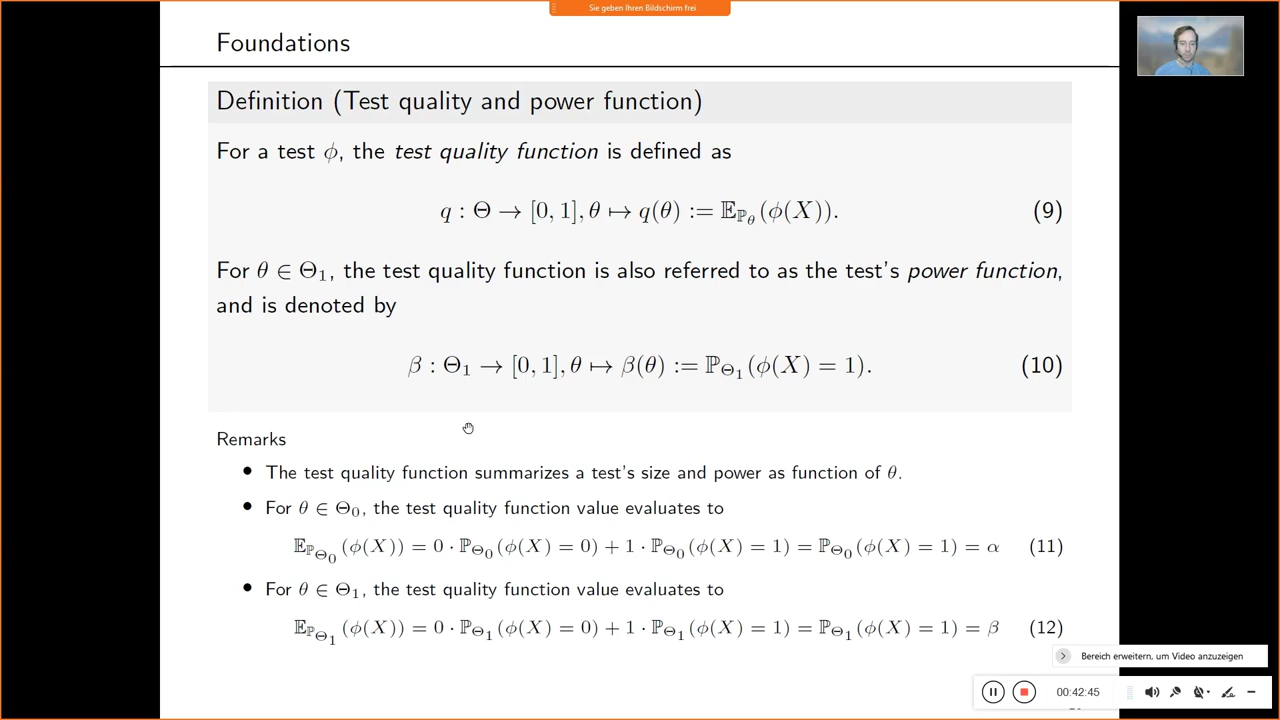 Sie geben Ihren Bildschirm frei
Foundations
Definition (Test quality and power function)
For a test ϕ, the test quality function is defined as
q : Θ → [0, 1], θ ↦ q(θ) := 𝔼_{ℙ_θ}(ϕ(X)). (9)
For θ ∈ Θ₁, the test quality function is also referred to as the test's power function,
and is denoted by
β : Θ₁ → [0, 1], θ ↦ β(θ) := ℙ_{Θ₁}(ϕ(X) = 1). (10)
Remarks
• The test quality function summarizes a test's size and power as function of θ.
• For θ ∈ Θ₀, the test quality function value evaluates to
𝔼_{ℙ_{Θ₀}}(ϕ(X)) = 0 · ℙ_{Θ₀}(ϕ(X) = 0) + 1 · ℙ_{Θ₀}(ϕ(X) = 1) = ℙ_{Θ₀}(ϕ(X) = 1) = α (11)
• For θ ∈ Θ₁, the test quality function value evaluates to
𝔼_{ℙ_{Θ₁}}(ϕ(X)) = 0 · ℙ_{Θ₁}(ϕ(X) = 0) + 1 · ℙ_{Θ₁}(ϕ(X) = 1) = ℙ_{Θ₁}(ϕ(X) = 1) = β (12)
Bereich erweitern, um Video anzuzeigen
00:42:45